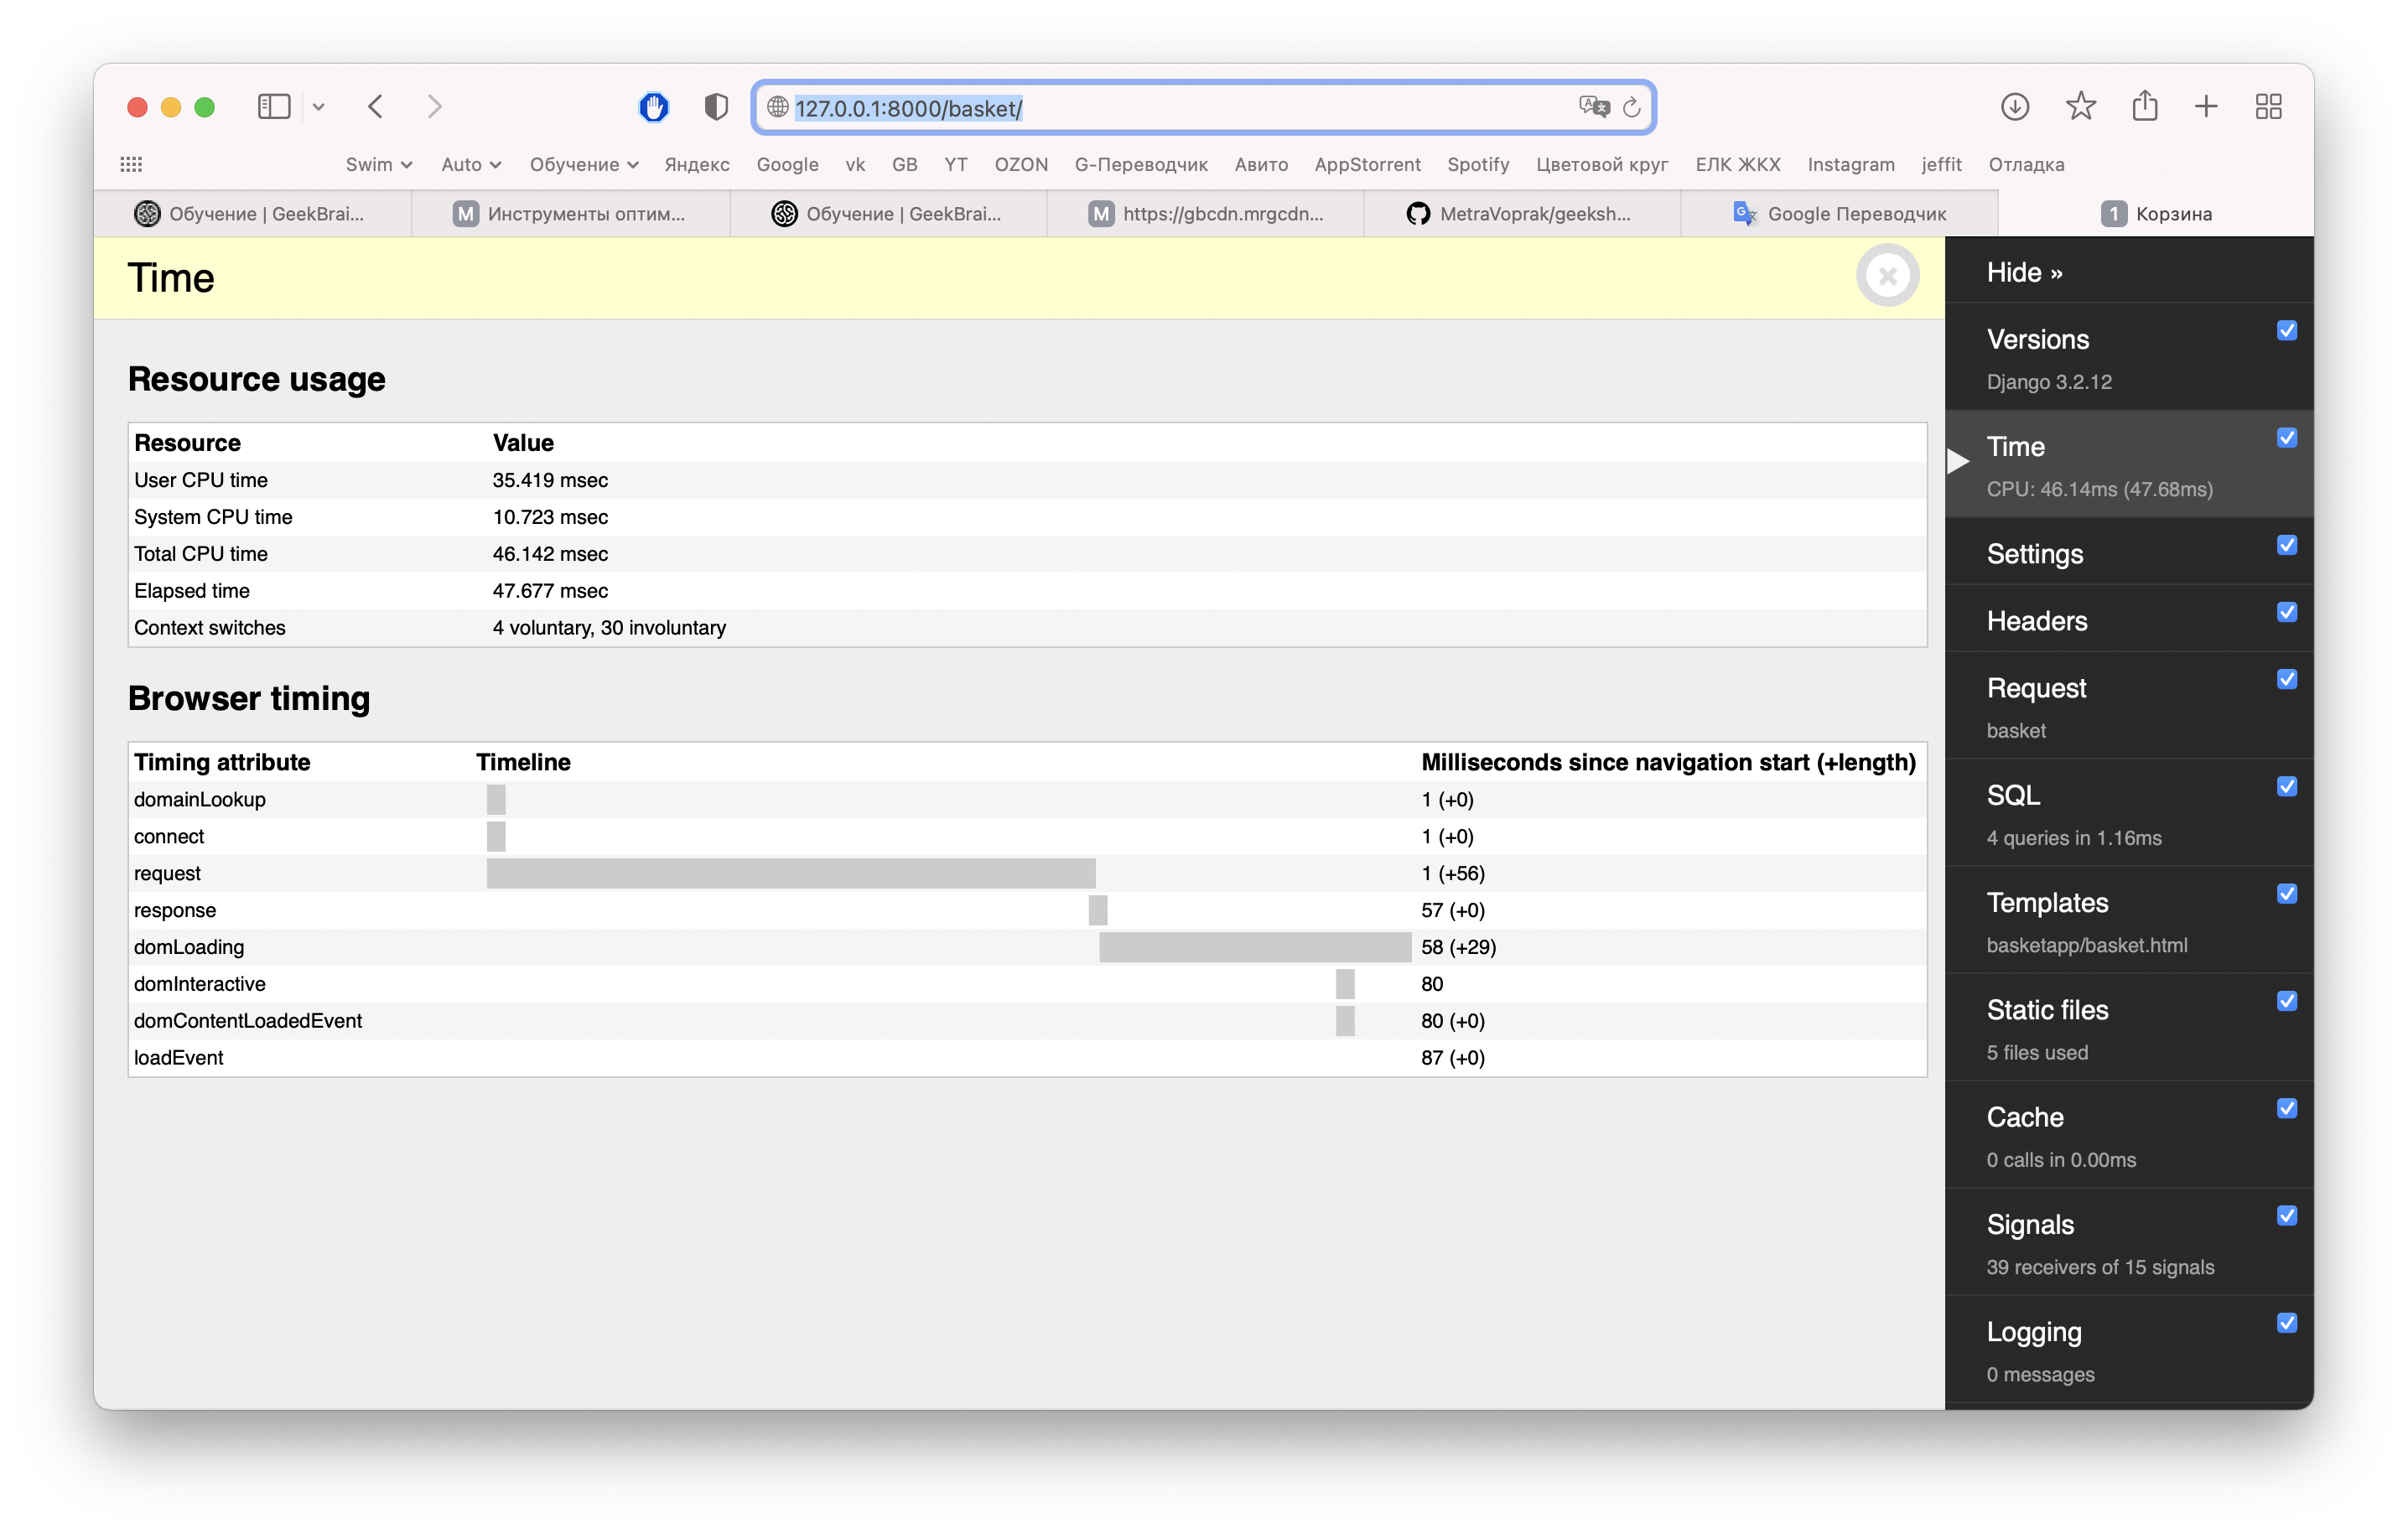 127.0.0.1:8000/basket/
Swim Auto Обучение Яндекс Google vk GB YT OZON G-Переводчик Авито AppStorrent Spotify Цветовой круг ЕЛК ЖКХ Instagram jeffit Отладка
Обучение | GeekBrai... M Инструменты оптим... Обучение | GeekBrai... M https://gbcdn.mrgcdn... MetraVoprak/geeksh... Google Переводчик 1 Корзина
Time
Resource usage
Resource Value
User CPU time 35.419 msec
System CPU time 10.723 msec
Total CPU time 46.142 msec
Elapsed time 47.677 msec
Context switches 4 voluntary, 30 involuntary
Browser timing
Timing attribute Timeline Milliseconds since navigation start (+length)
domainLookup 1 (+0)
connect 1 (+0)
request 1 (+56)
response 57 (+0)
domLoading 58 (+29)
domInteractive 80
domContentLoadedEvent 80 (+0)
loadEvent 87 (+0)
Hide »
Versions
Django 3.2.12
Time
CPU: 46.14ms (47.68ms)
Settings
Headers
Request
basket
SQL
4 queries in 1.16ms
Templates
basketapp/basket.html
Static files
5 files used
Cache
0 calls in 0.00ms
Signals
39 receivers of 15 signals
Logging
0 messages